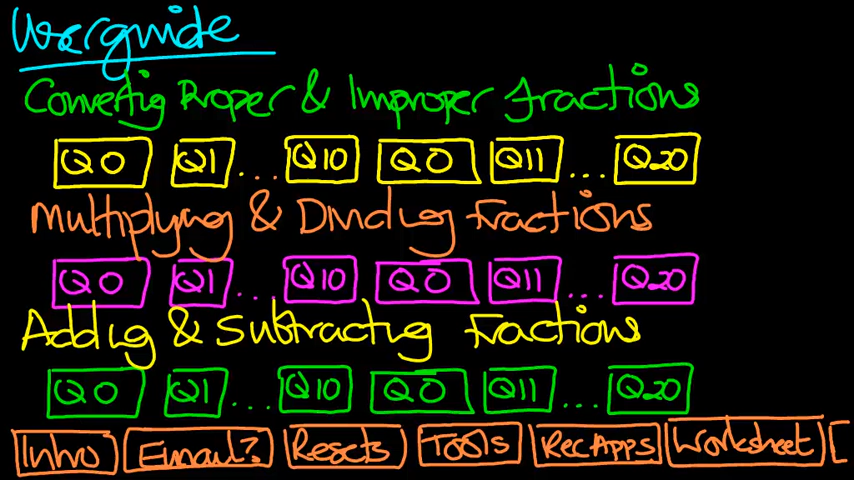 Userguide
Converting Proper & Improper fractions
Q0 Q1 ... Q10 Q0 Q11 ... Q20
Multiplying & Dividing fractions
Q0 Q1 ... Q10 Q0 Q11 ... Q20
Adding & Subtracting fractions
Q0 Q1 ... Q10 Q0 Q11 ... Q20
Intro Email? Resets Tools RecApps Worksheet